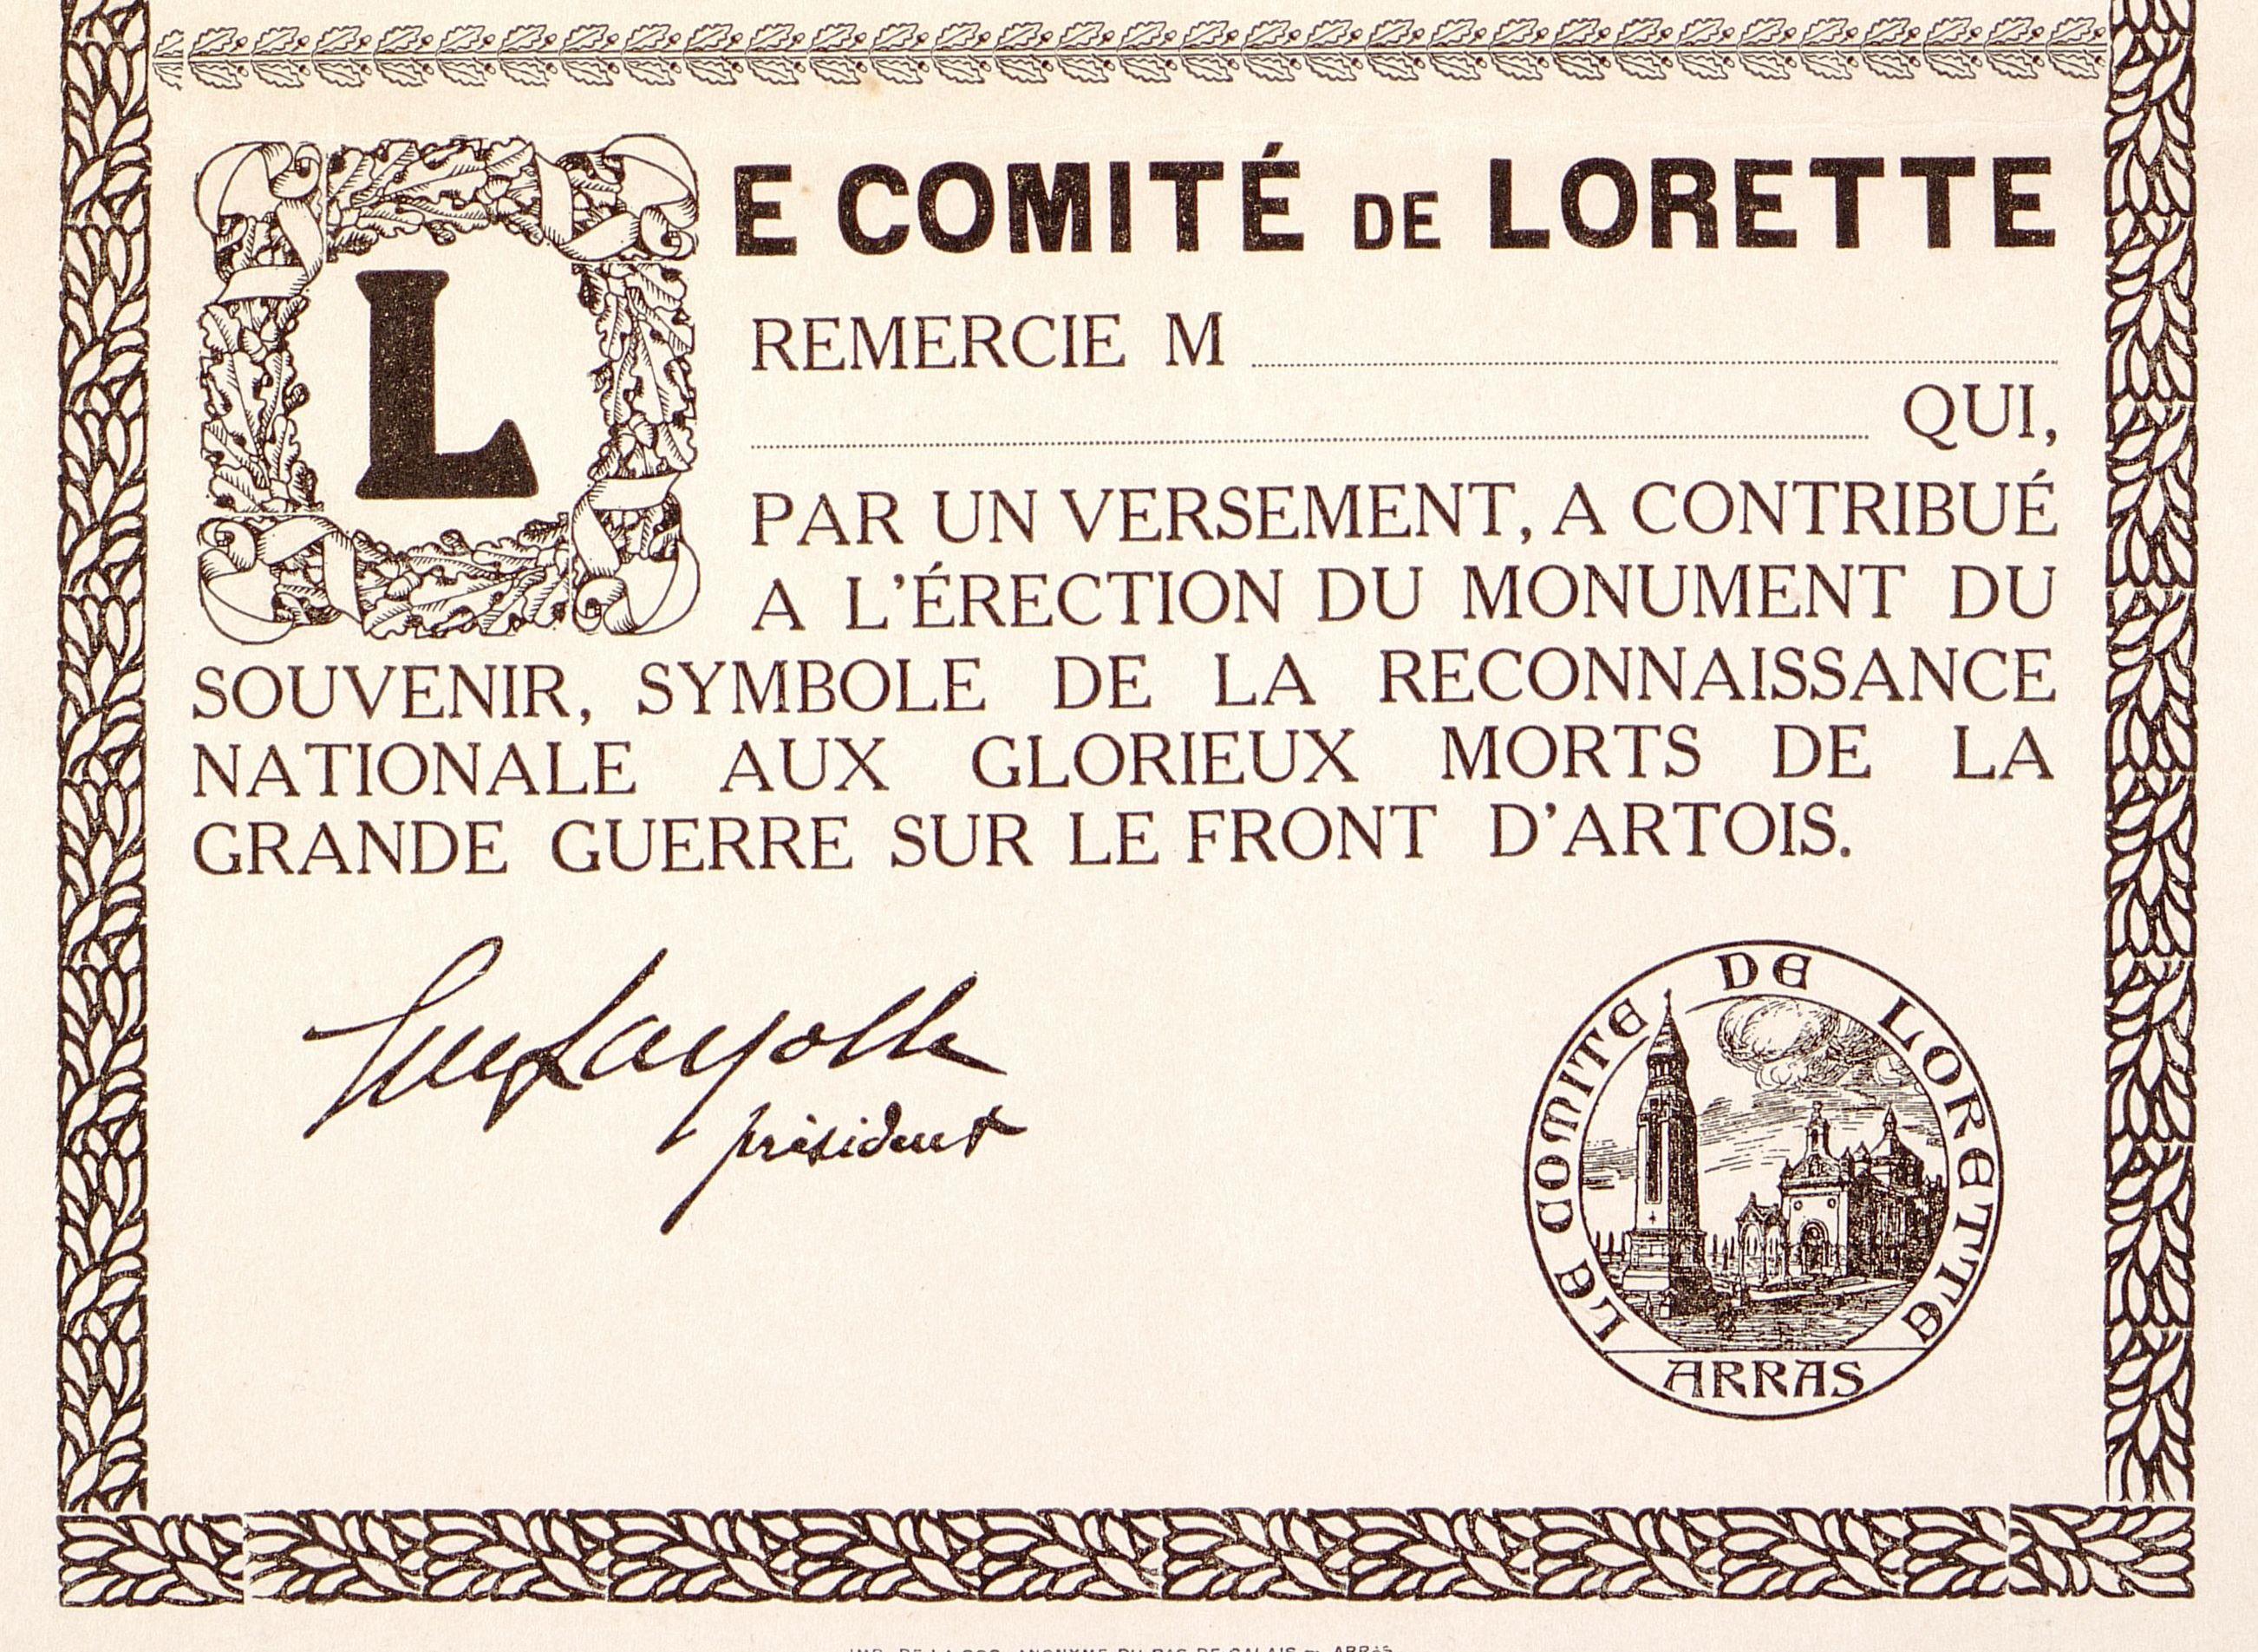 LE COMITÉ DE LORETTE
REMERCIE M
QUI,
PAR UN VERSEMENT, A CONTRIBUÉ
A L'ÉRECTION DU MONUMENT DU
SOUVENIR, SYMBOLE DE LA RECONNAISSANCE
NATIONALE AUX GLORIEUX MORTS DE LA
GRANDE GUERRE SUR LE FRONT D'ARTOIS.
président
LE COMITE DE LORETTE
ARRAS